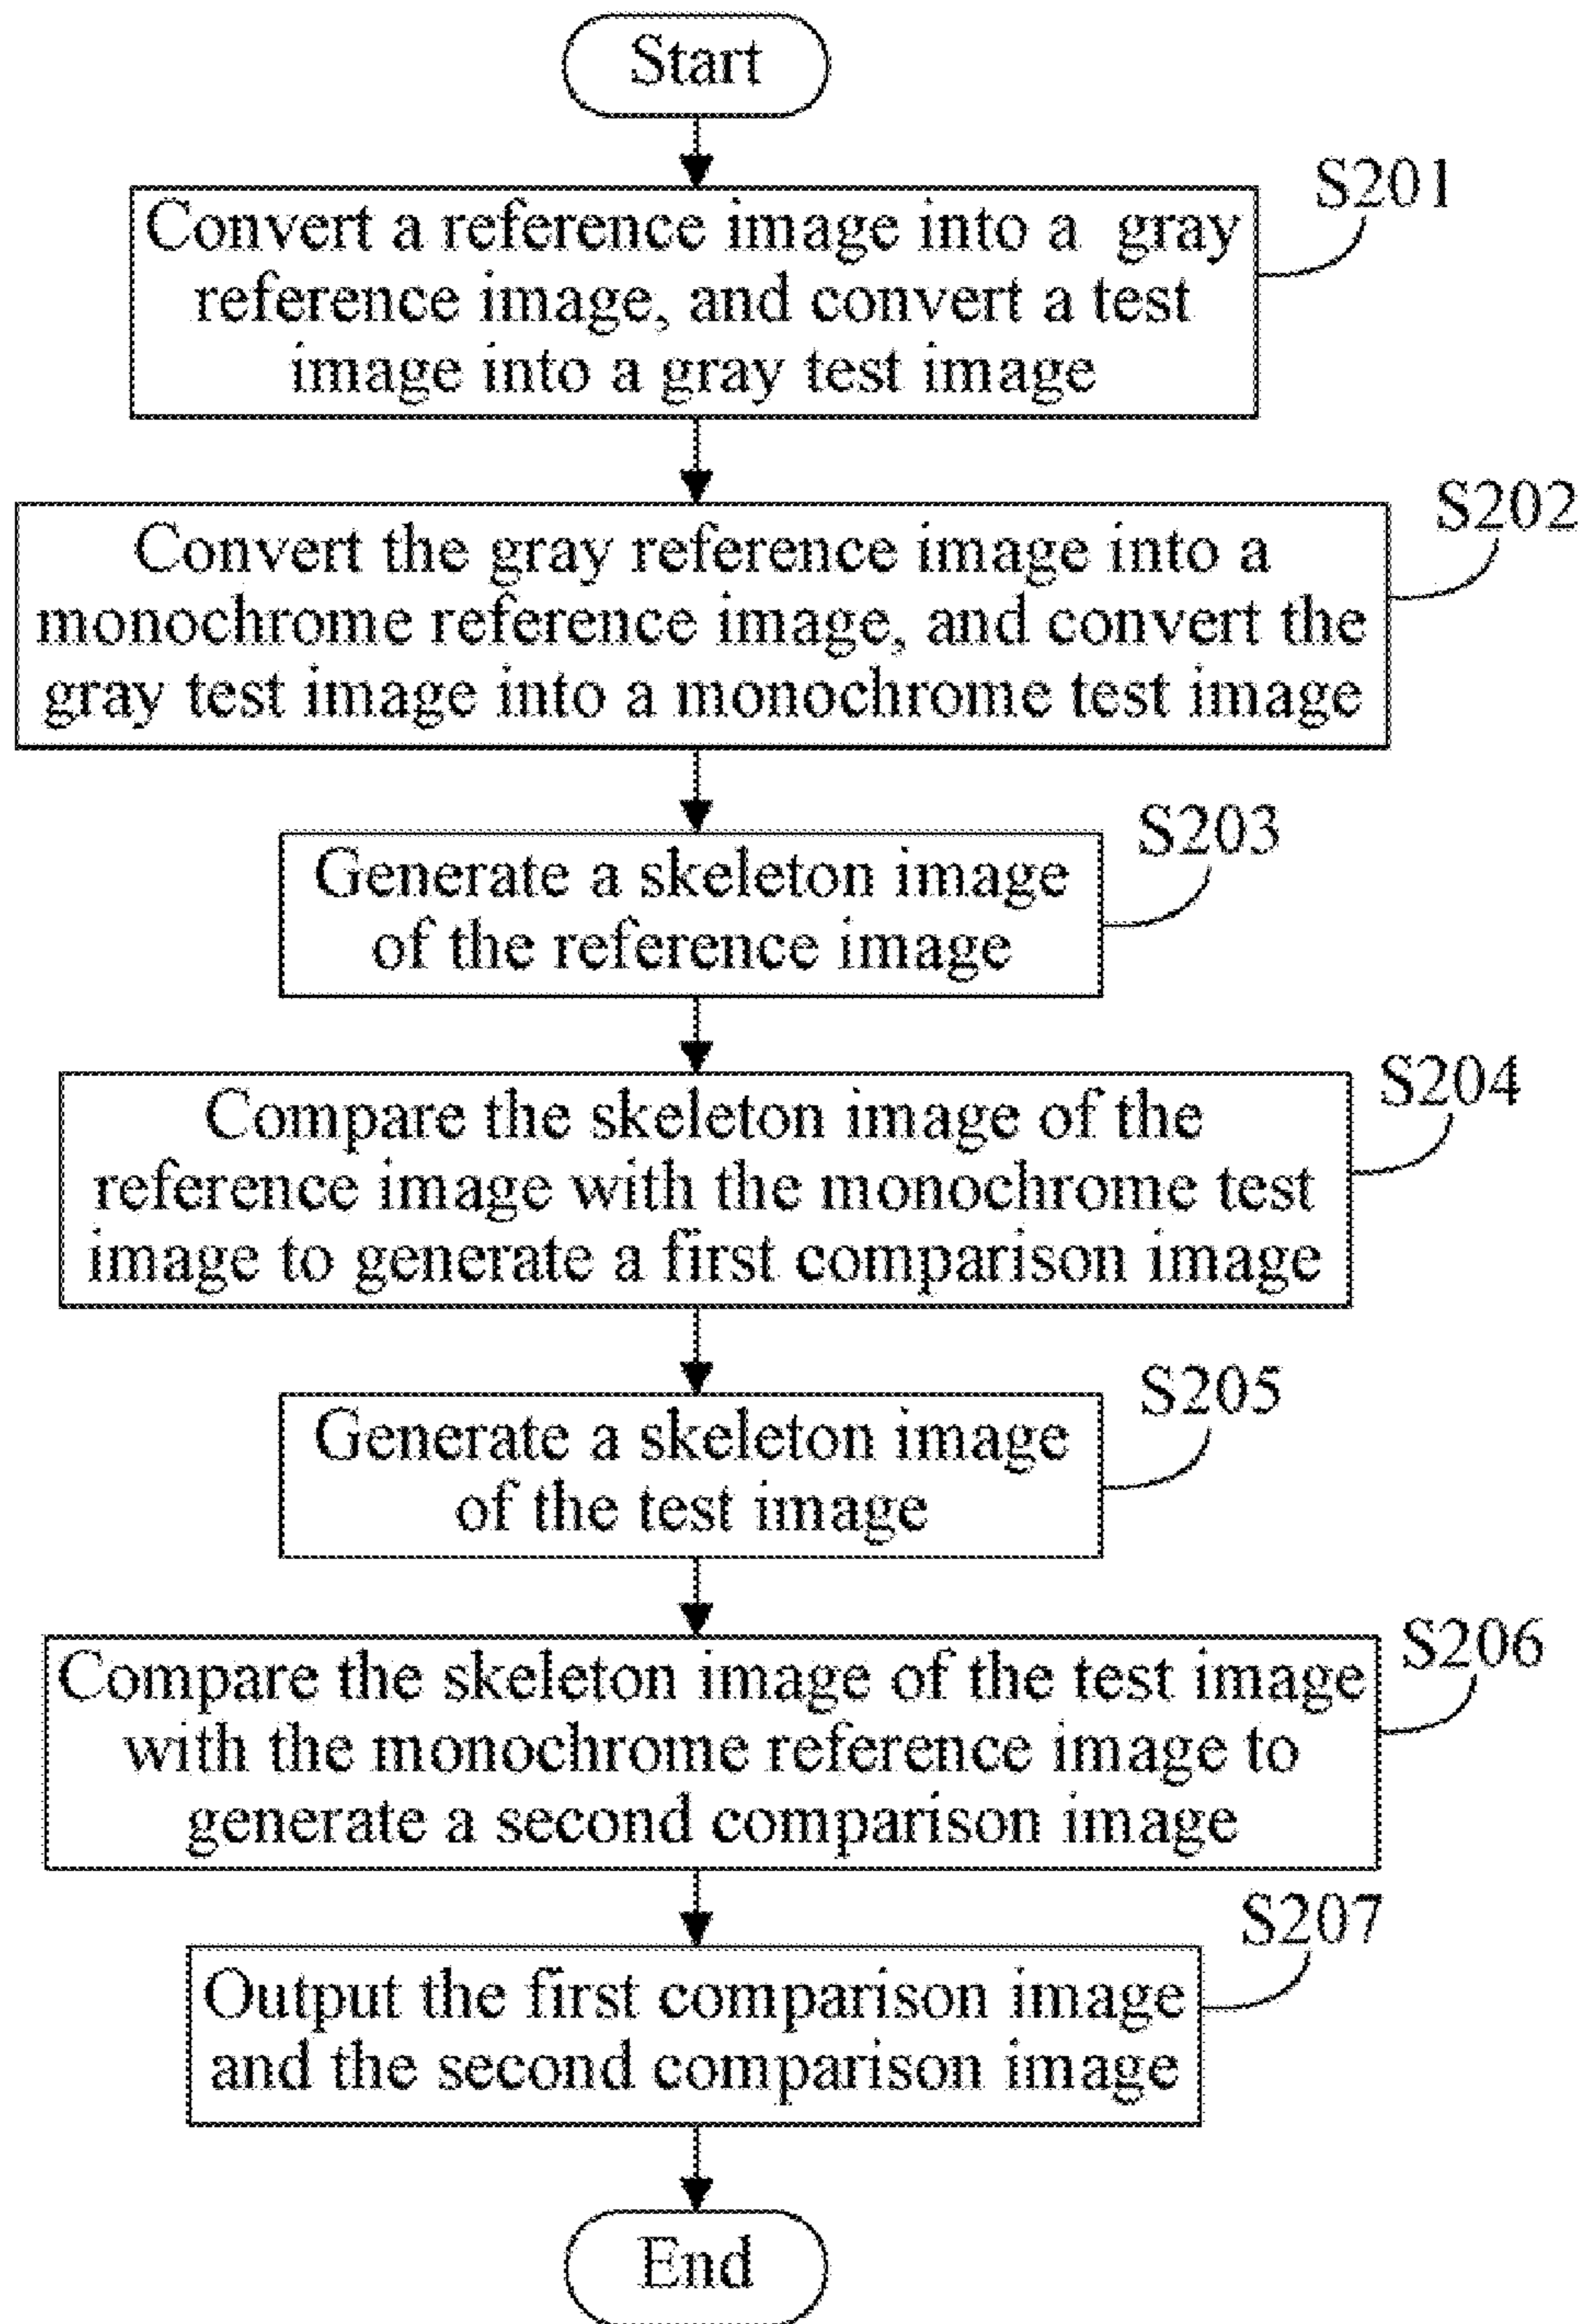 Start
S201
Convert a reference image into a gray
reference image, and convert a test
image into a gray test image
S202
Convert the gray reference image into a
monochrome reference image, and convert the
gray test image into a monochrome test image
S203
Generate a skeleton image
of the reference image
S204
Compare the skeleton image of the
reference image with the monochrome test
image to generate a first comparison image
S205
Generate a skeleton image
of the test image
S206
Compare the skeleton image of the test image
with the monochrome reference image to
generate a second comparison image
S207
Output the first comparison image
and the second comparison image
End